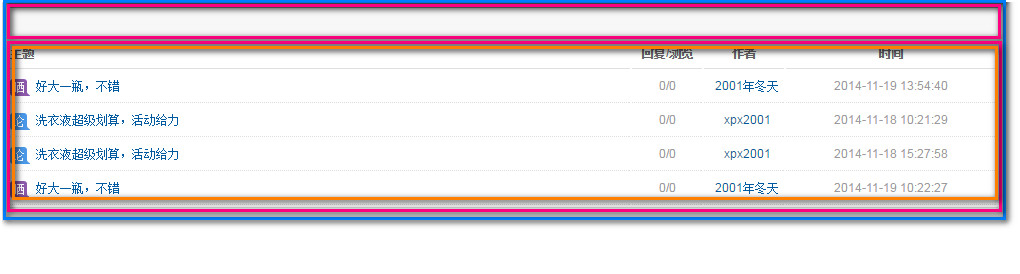 主题 回复/浏览 作者 时间
晒 好大一瓶，不错 0/0 2001年冬天 2014-11-19 13:54:40
论 洗衣液超级划算，活动给力 0/0 xpx2001 2014-11-18 10:21:29
论 洗衣液超级划算，活动给力 0/0 xpx2001 2014-11-18 15:27:58
晒 好大一瓶，不错 0/0 2001年冬天 2014-11-19 10:22:27